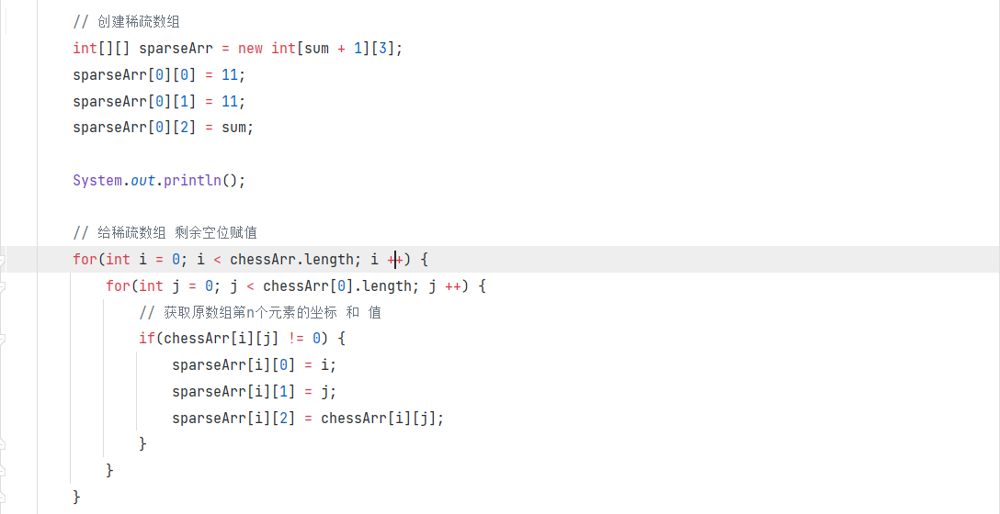 // 创建稀疏数组
int[][] sparseArr = new int[sum + 1][3];
sparseArr[0][0] = 11;
sparseArr[0][1] = 11;
sparseArr[0][2] = sum;
System.out.println();
// 给稀疏数组 剩余空位赋值
for(int i = 0; i < chessArr.length; i ++) {
for(int j = 0; j < chessArr[0].length; j ++) {
// 获取原数组第n个元素的坐标 和 值
if(chessArr[i][j] != 0) {
sparseArr[i][0] = i;
sparseArr[i][1] = j;
sparseArr[i][2] = chessArr[i][j];
}
}
}